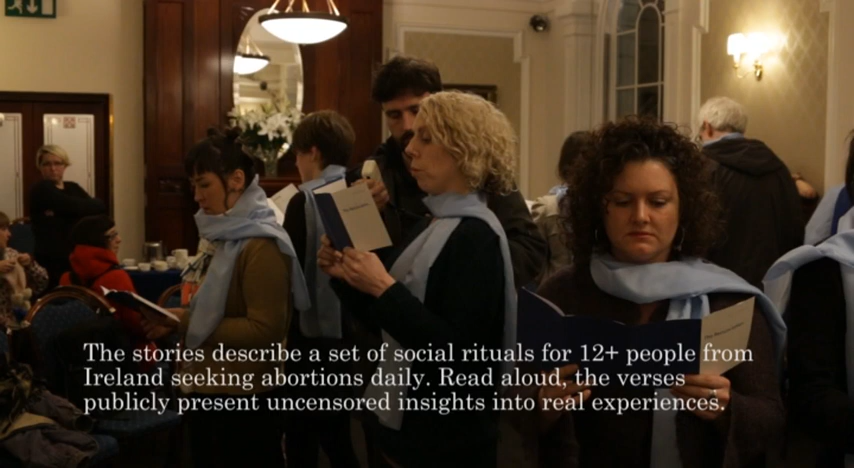 The stories describe a set of social rituals for 12+ people from
Ireland seeking abortions daily. Read aloud, the verses
publicly present uncensored insights into real experiences.